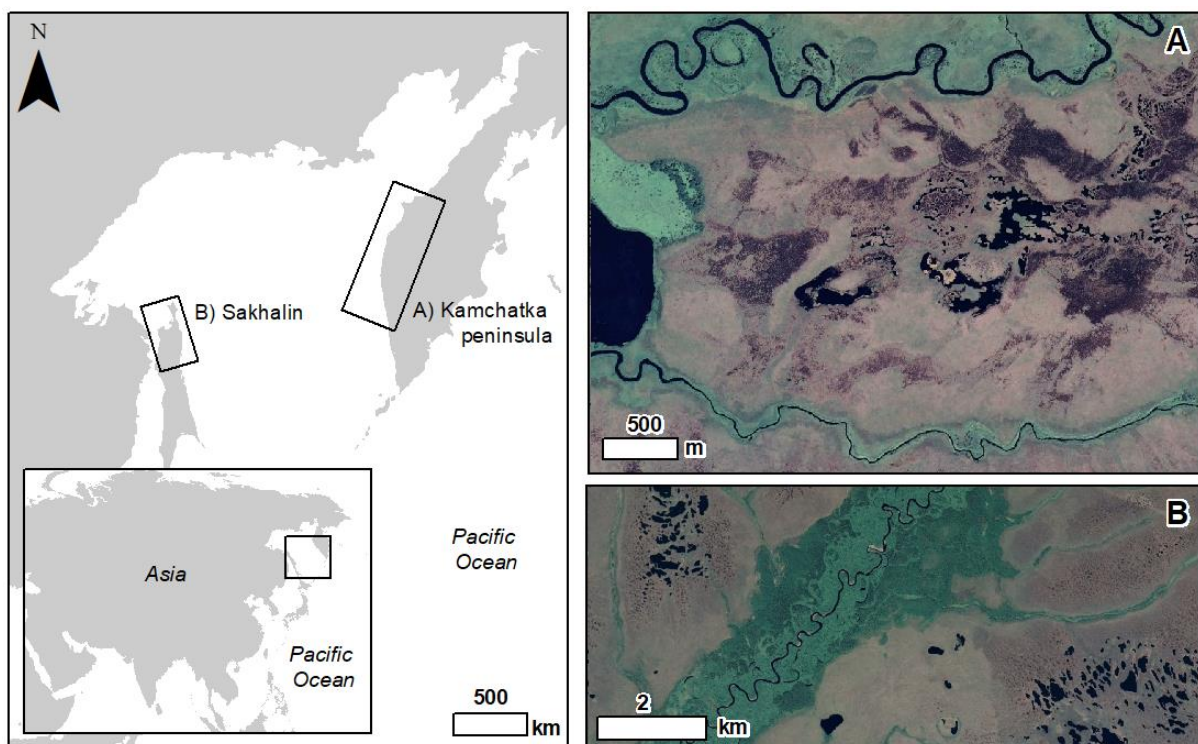 N
B) Sakhalin
A) Kamchatka
peninsula
Asia
Pacific
Ocean
Pacific
Ocean
500
km
A
500
m
B
2
km